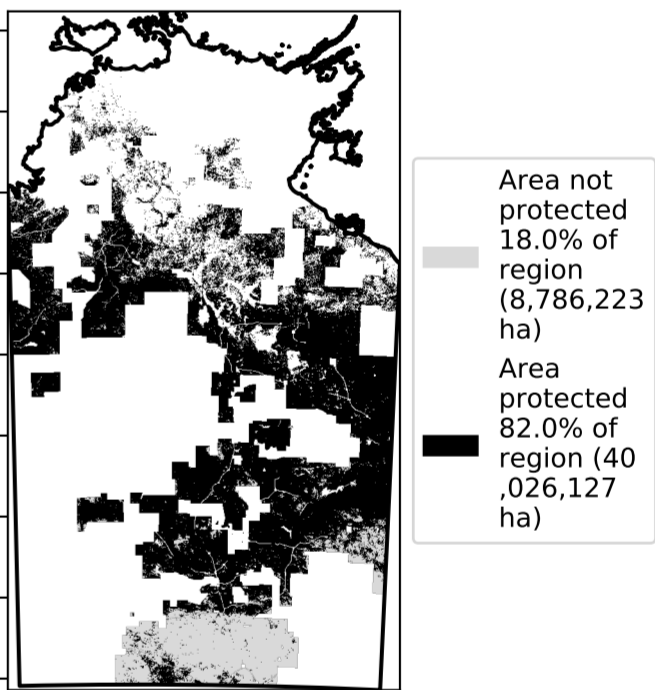 Area not
protected
18.0% of
region
(8,786,223
ha)
Area
protected
82.0% of
region (40
,026,127
ha)